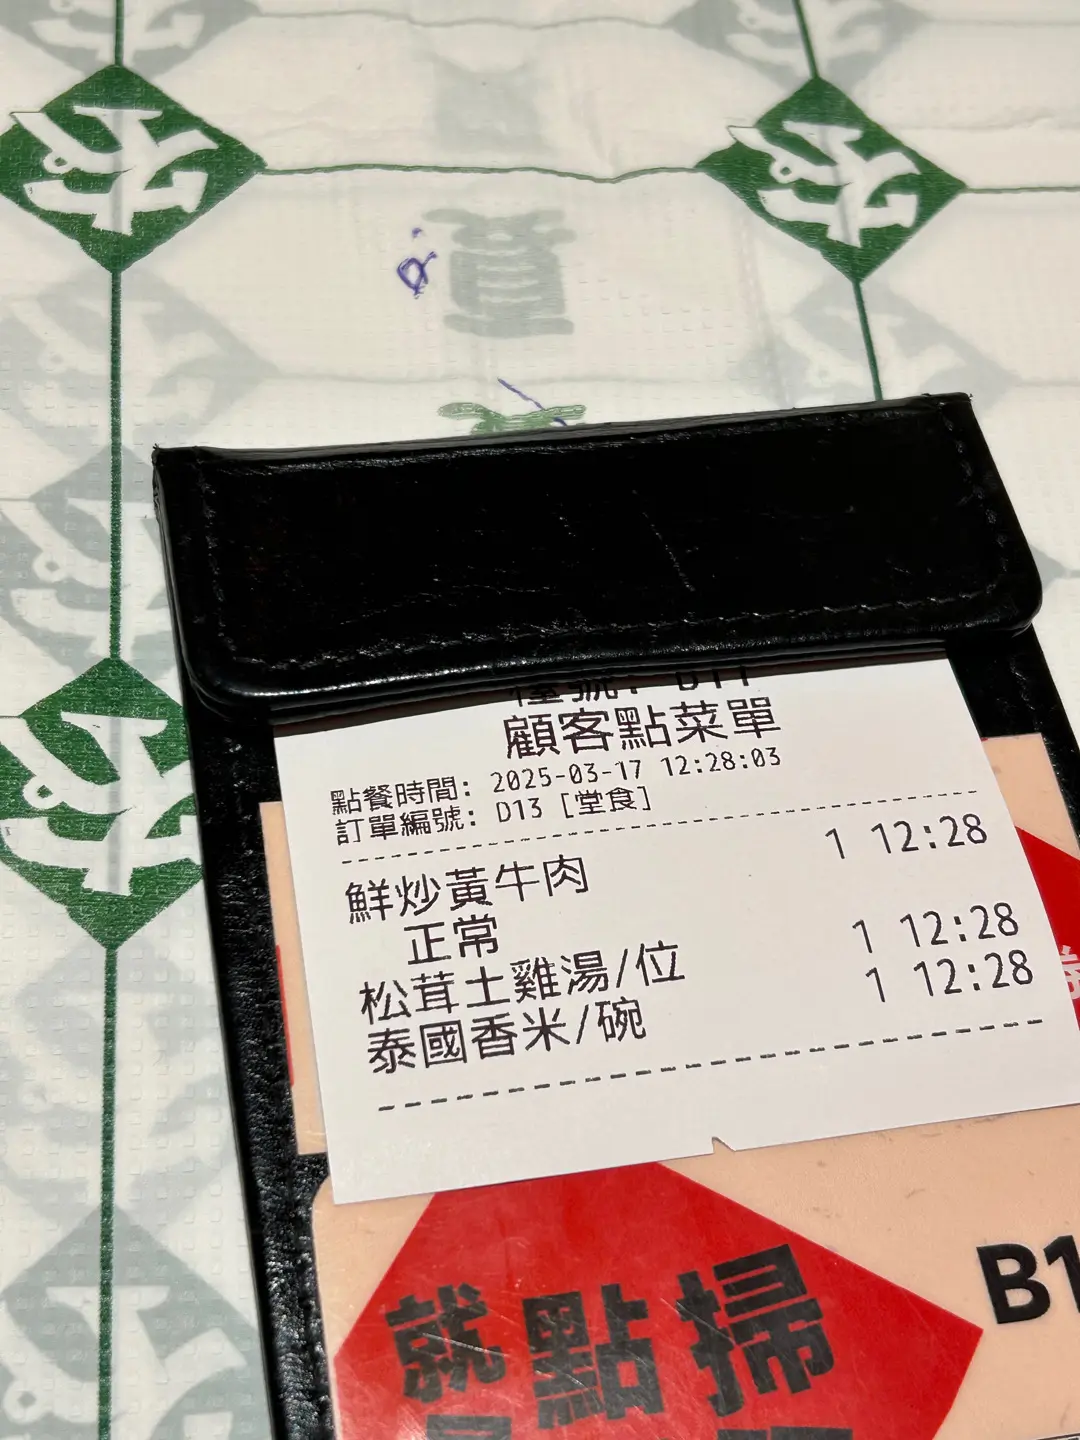 顧客點菜單
點餐時間: 2025-03-17 12:28:03
訂單編號: D13 [堂食]
鮮炒黃牛肉 1 12:28
正常
松茸土雞湯/位 1 12:28
泰國香米/碗 1 12:28
B1
就點掃